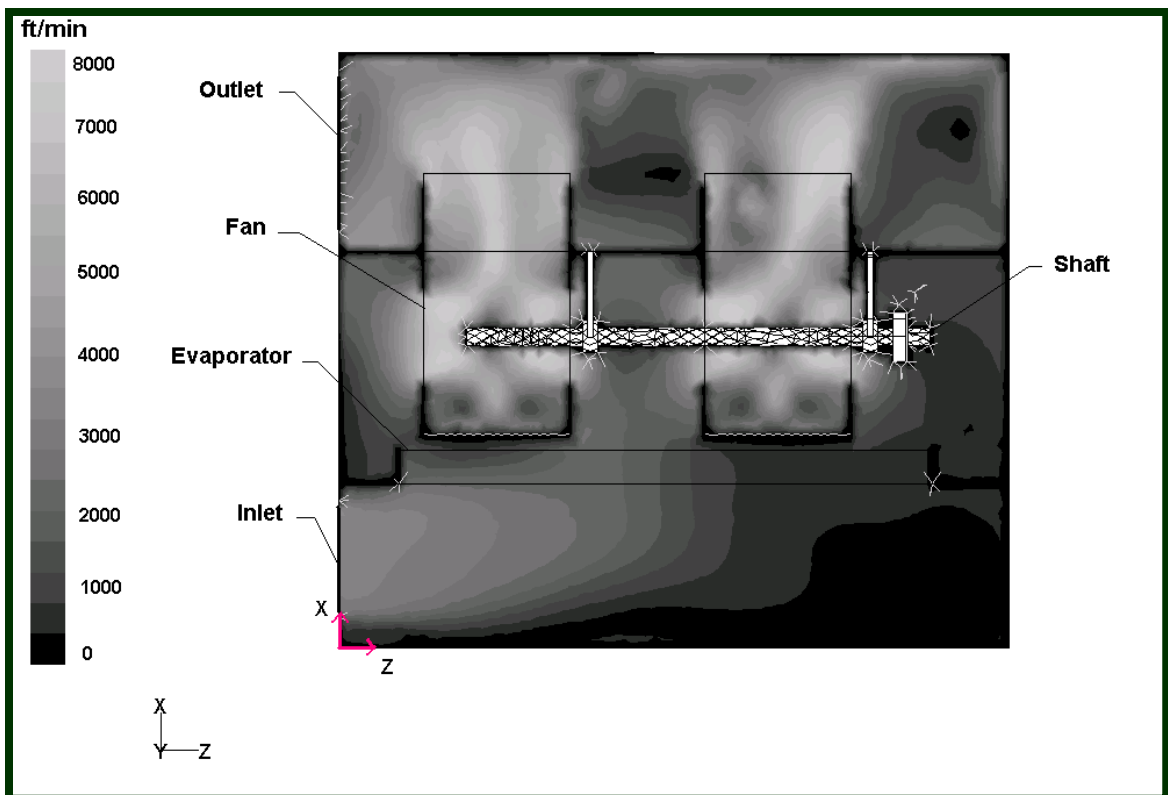 ft/min
8000
7000
6000
5000
4000
3000
2000
1000
0
Outlet
Fan
Evaporator
Inlet
Shaft
X
Z
X
Y Z